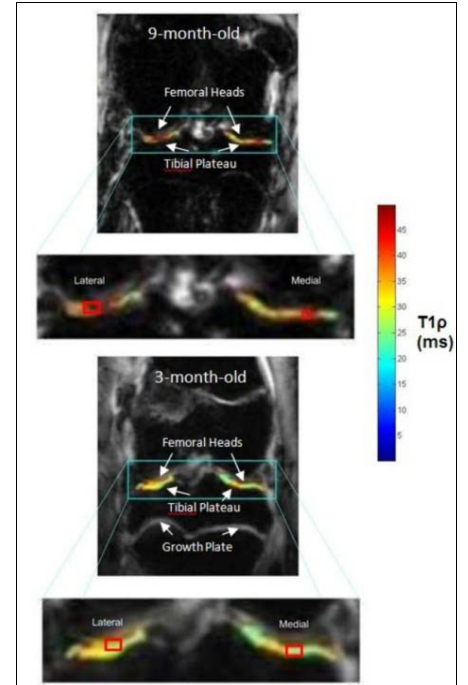 9-month-old
Femoral Heads
Tibial Plateau
Lateral
Medial
45
40
35
30
25
20
15
10
5
T1ρ
(ms)
3-month-old
Femoral Heads
Tibial Plateau
Growth Plate
Lateral
Medial